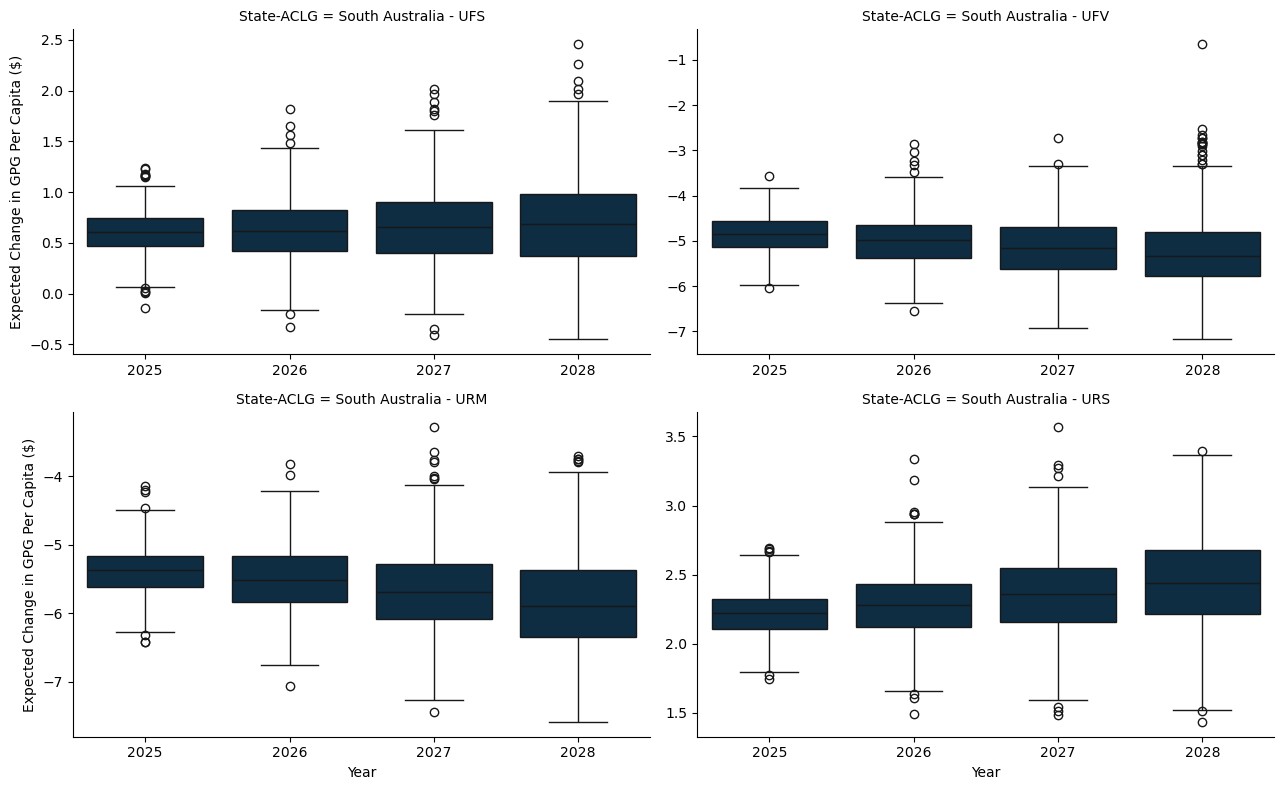 State-ACLG = South Australia - UFS
Expected Change in GPG Per Capita ($)
2.5
2.0
1.5
1.0
0.5
0.0
−0.5
2025 2026 2027 2028
State-ACLG = South Australia - UFV
−1
−2
−3
−4
−5
−6
−7
2025 2026 2027 2028
State-ACLG = South Australia - URM
Expected Change in GPG Per Capita ($)
−4
−5
−6
−7
2025 2026 2027 2028
Year
State-ACLG = South Australia - URS
3.5
3.0
2.5
2.0
1.5
2025 2026 2027 2028
Year